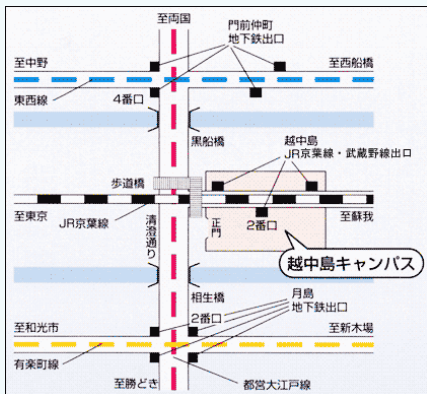 至両国
門前仲町
地下鉄出口
至中野
至西船橋
東西線
4番口
黒船橋
越中島
JR京葉線・武蔵野線出口
歩道橋
至東京
JR京葉線
清澄通り
正門
2番口
至蘇我
越中島キャンパス
相生橋
月島
地下鉄出口
2番口
至和光市
至新木場
有楽町線
至勝どき
都営大江戸線